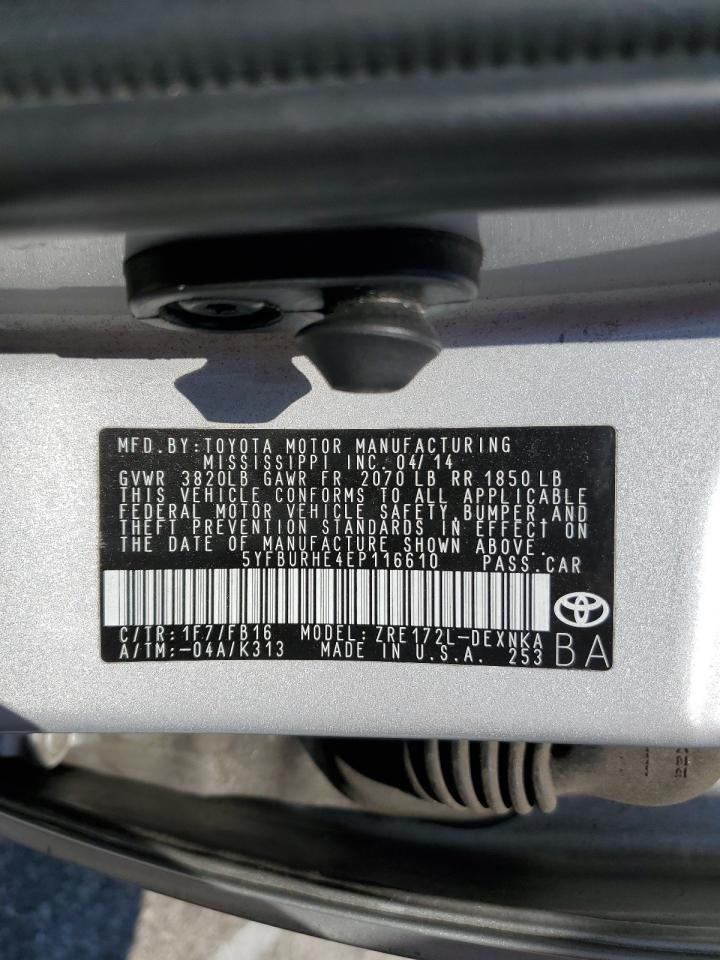 MFD.BY:TOYOTA MOTOR MANUFACTURING
MISSISSIPPI INC. 04/14
GVWR 3820LB GAWR FR 2070 LB RR 1850 LB
THIS VEHICLE CONFORMS TO ALL APPLICABLE
FEDERAL MOTOR VEHICLE SAFETY, BUMPER,AND
THEFT PREVENTION STANDARDS IN EFFECT ON
THE DATE OF MANUFACTURE SHOWN ABOVE.
5YFBURHE4EP116610 PASS.CAR
C/TR:1F7/FB16 MODEL:ZRE172L-DEXNKA
A/TM:-04A/K313 MADE IN U.S.A. 253
BA